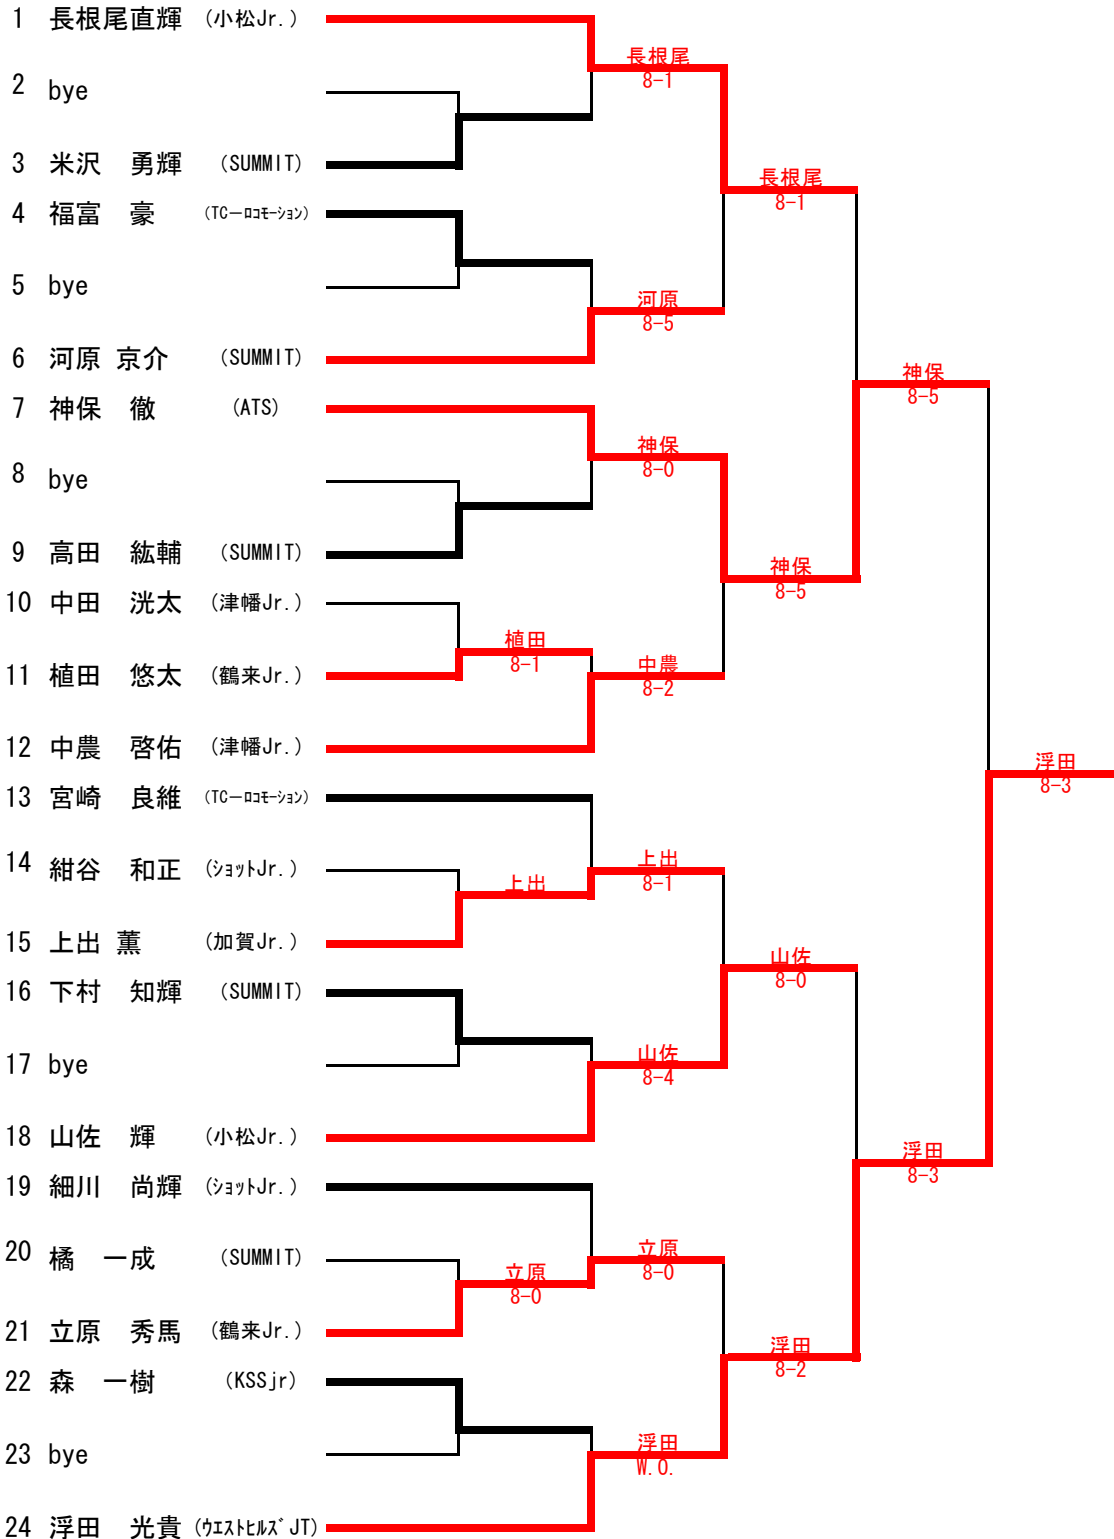 1 長根尾直輝 (小松Jr.)
長根尾
8-1
2 bye
3 米沢 勇輝 (SUMMIT)
長根尾
8-1
4 福富 豪 (TCーロコモーション)
5 bye
河原
8-5
6 河原 京介 (SUMMIT)
神保
8-5
7 神保 徹 (ATS)
神保
8-0
8 bye
9 高田 紘輔 (SUMMIT)
神保
8-5
10 中田 洸太 (津幡Jr.)
植田
8-1
11 植田 悠太 (鶴来Jr.)
中農
8-2
12 中農 啓佑 (津幡Jr.)
浮田
8-3
13 宮崎 良維 (TCーロコモーション)
14 紺谷 和正 (ショットJr.)
上出
上出
8-1
15 上出 薫 (加賀Jr.)
山佐
8-0
16 下村 知輝 (SUMMIT)
17 bye
山佐
8-4
18 山佐 輝 (小松Jr.)
浮田
8-3
19 細川 尚輝 (ショットJr.)
20 橘 一成 (SUMMIT)
立原
8-0
立原
8-0
21 立原 秀馬 (鶴来Jr.)
浮田
8-2
22 森 一樹 (KSSjr)
23 bye
浮田
W.O.
24 浮田 光貴 (ウエストヒルズJT)